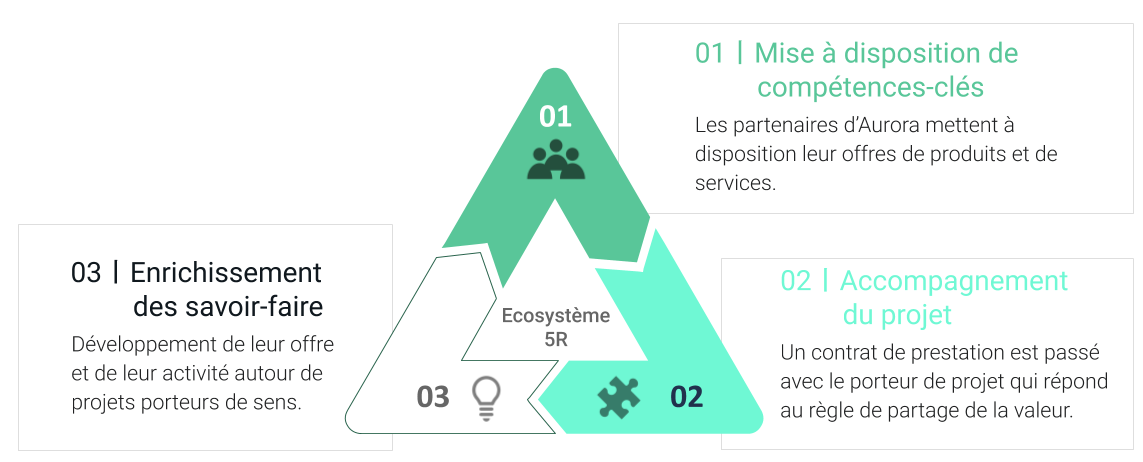 01 | Mise à disposition de
compétences-clés
Les partenaires d’Aurora mettent à
disposition leur offres de produits et de
services.
01
03 | Enrichissement
des savoir-faire
Développement de leur offre
et de leur activité autour de
projets porteurs de sens.
Ecosystème
5R
02 | Accompagnement
du projet
Un contrat de prestation est passé
avec le porteur de projet qui répond
au règle de partage de la valeur.
03
02